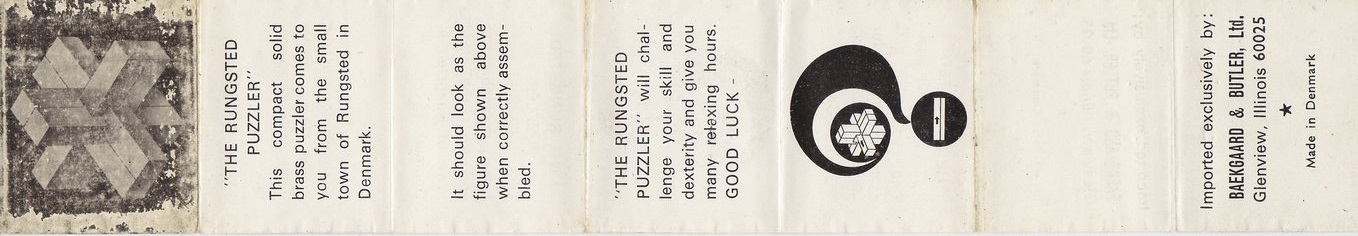 "THE RUNGSTED
PUZZLER"
This compact solid
brass puzzler comes to
you from the small
town of Rungsted in
Denmark.
It should look as the
figure shown above
when correctly assem-
bled.
'THE RUNGSTED
PUZZLER" will chal-
lenge your skill and
dexterity and give you
many relaxing hours.
GOOD LUCK -
Imported exclusively by:
BAEKGAARD & BUTLER, Ltd.
Glenview, Illinois 60025
★
Made in Denmark